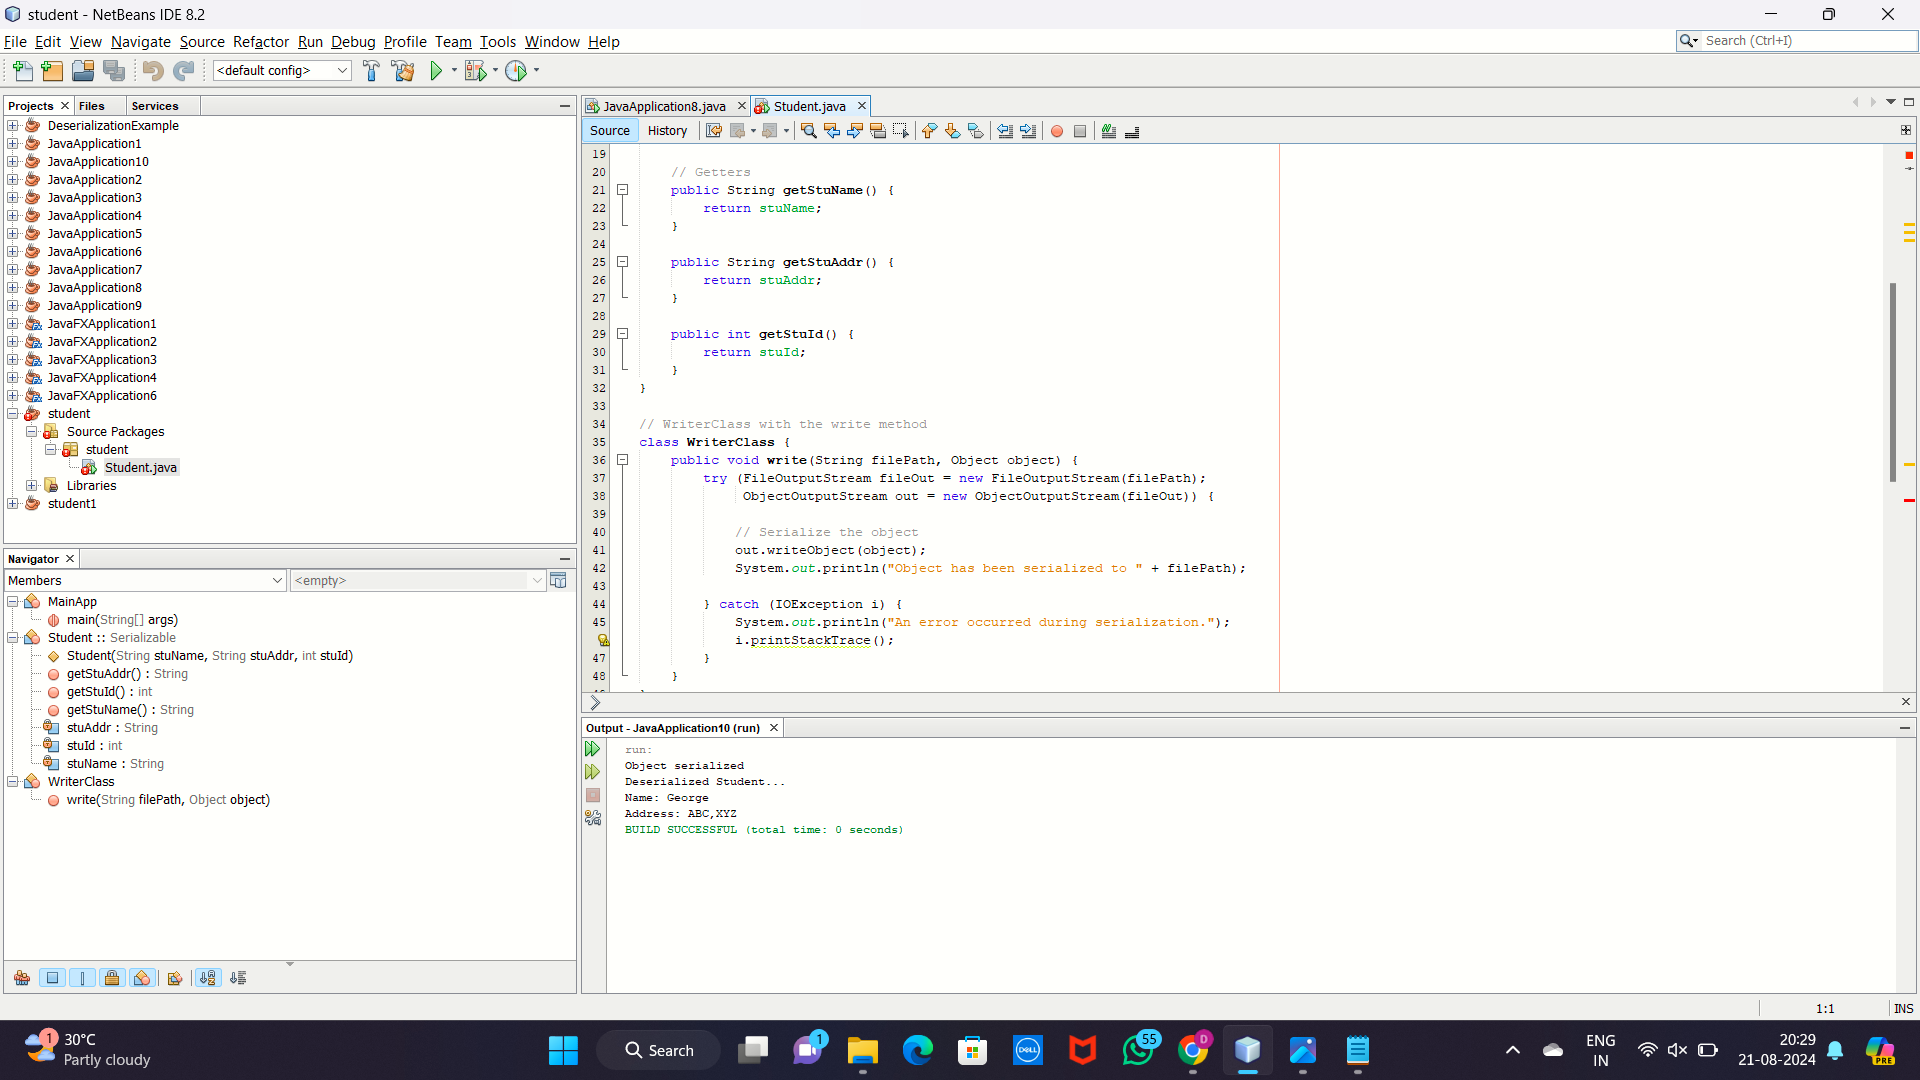 student - NetBeans IDE 8.2
File Edit View Navigate Source Refactor Run Debug Profile Team Tools Window Help
Search (Ctrl+I)
<default config>
Projects Files Services
DeserializationExample
JavaApplication1
JavaApplication10
JavaApplication2
JavaApplication3
JavaApplication4
JavaApplication5
JavaApplication6
JavaApplication7
JavaApplication8
JavaApplication9
JavaFXApplication1
JavaFXApplication2
JavaFXApplication3
JavaFXApplication4
JavaFXApplication6
student
Source Packages
student
Student.java
Libraries
student1
Navigator
Members <empty>
MainApp
main(String[] args)
Student :: Serializable
Student(String stuName, String stuAddr, int stuId)
getStuAddr() : String
getStuId() : int
getStuName() : String
stuAddr : String
stuId : int
stuName : String
WriterClass
write(String filePath, Object object)
JavaApplication8.java Student.java
Source History
19
20 // Getters
21 public String getStuName() {
22 return stuName;
23 }
24
25 public String getStuAddr() {
26 return stuAddr;
27 }
28
29 public int getStuId() {
30 return stuId;
31 }
32 }
33
34 // WriterClass with the write method
35 class WriterClass {
36 public void write(String filePath, Object object) {
37 try (FileOutputStream fileOut = new FileOutputStream(filePath);
38 ObjectOutputStream out = new ObjectOutputStream(fileOut)) {
39
40 // Serialize the object
41 out.writeObject(object);
42 System.out.println("Object has been serialized to " + filePath);
43
44 } catch (IOException i) {
45 System.out.println("An error occurred during serialization.");
i.printStackTrace();
47 }
48 }
Output - JavaApplication10 (run)
run:
Object serialized
Deserialized Student...
Name: George
Address: ABC,XYZ
BUILD SUCCESSFUL (total time: 0 seconds)
1:1 INS
1
30°C
Partly cloudy
Search
1
DELL
55
D
ENG
IN
20:29
21-08-2024
PRE